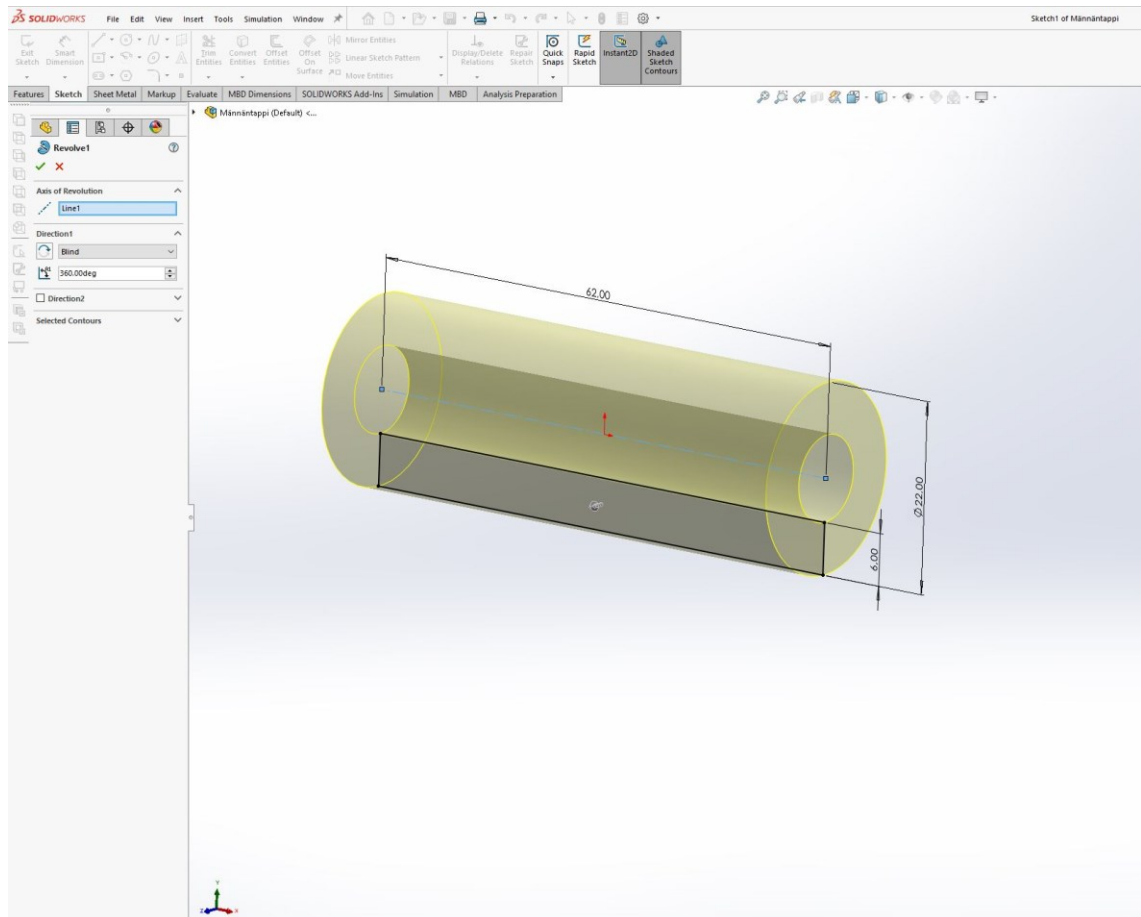 SOLIDWORKS File Edit View Insert Tools Simulation Window Sketch1 of Männäntappi
Exit Sketch
Smart Dimension
Trim Entities
Convert Entities
Offset Entities
Offset On Surface
Mirror Entities
Linear Sketch Pattern
Move Entities
Display/Delete Relations
Repair Sketch
Quick Snaps
Rapid Sketch
Instant2D
Shaded Sketch Contours
Features Sketch Sheet Metal Markup Evaluate MBD Dimensions SOLIDWORKS Add-Ins Simulation MBD Analysis Preparation
Männäntappi (Default) <...
Revolve1
Axis of Revolution
Line1
Direction1
Blind
360.00deg
Direction2
Selected Contours
62.00
Ø22.00
6.00
Y
Z X